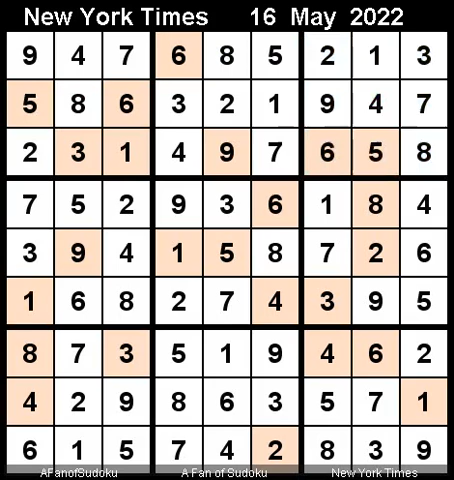 New York Times 16 May 2022
9 4 7 6 8 5 2 1 3
5 8 6 3 2 1 9 4 7
2 3 1 4 9 7 6 5 8
7 5 2 9 3 6 1 8 4
3 9 4 1 5 8 7 2 6
1 6 8 2 7 4 3 9 5
8 7 3 5 1 9 4 6 2
4 2 9 8 6 3 5 7 1
6 1 5 7 4 2 8 3 9
AFanofSudoku A Fan of Sudoku New York Times